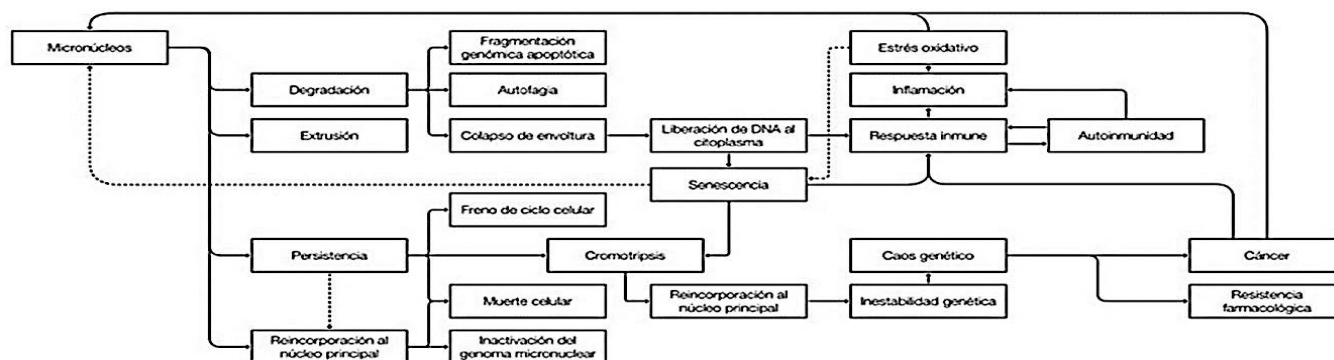 Micronúcleos
Fragmentación
genómica apoptótica
Estrés oxidativo
Degradación
Autofagia
Inflamación
Extrusión
Colapso de envoltura
Liberación de DNA al
citoplasma
Respuesta inmune
Autoinmunidad
Senescencia
Freno de ciclo celular
Persistencia
Cromotripsis
Caos genético
Cáncer
Muerte celular
Reincorporación al
núcleo principal
Inestabilidad genética
Resistencia
farmacológica
Reincorporación al
núcleo principal
Inactivación del
genoma micronuclear